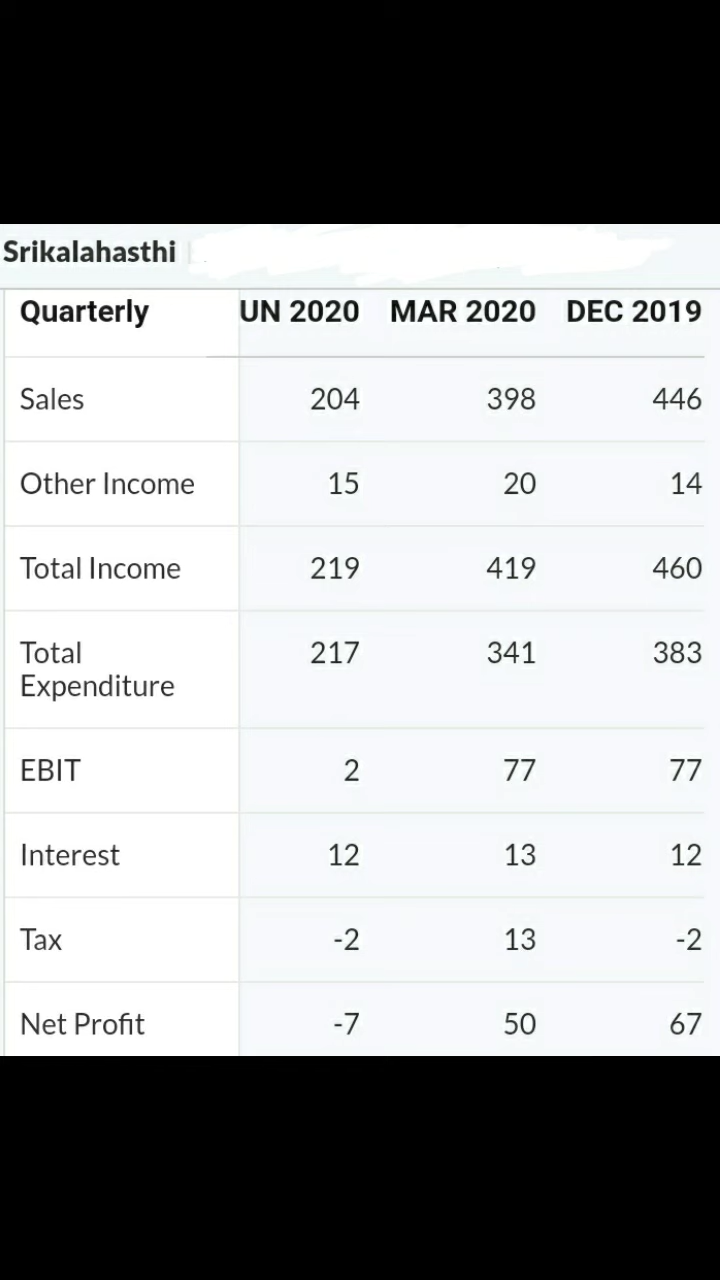 Srikalahasthi
Quarterly UN 2020 MAR 2020 DEC 2019
Sales 204 398 446
Other Income 15 20 14
Total Income 219 419 460
Total 217 341 383
Expenditure
EBIT 2 77 77
Interest 12 13 12
Tax -2 13 -2
Net Profit -7 50 67